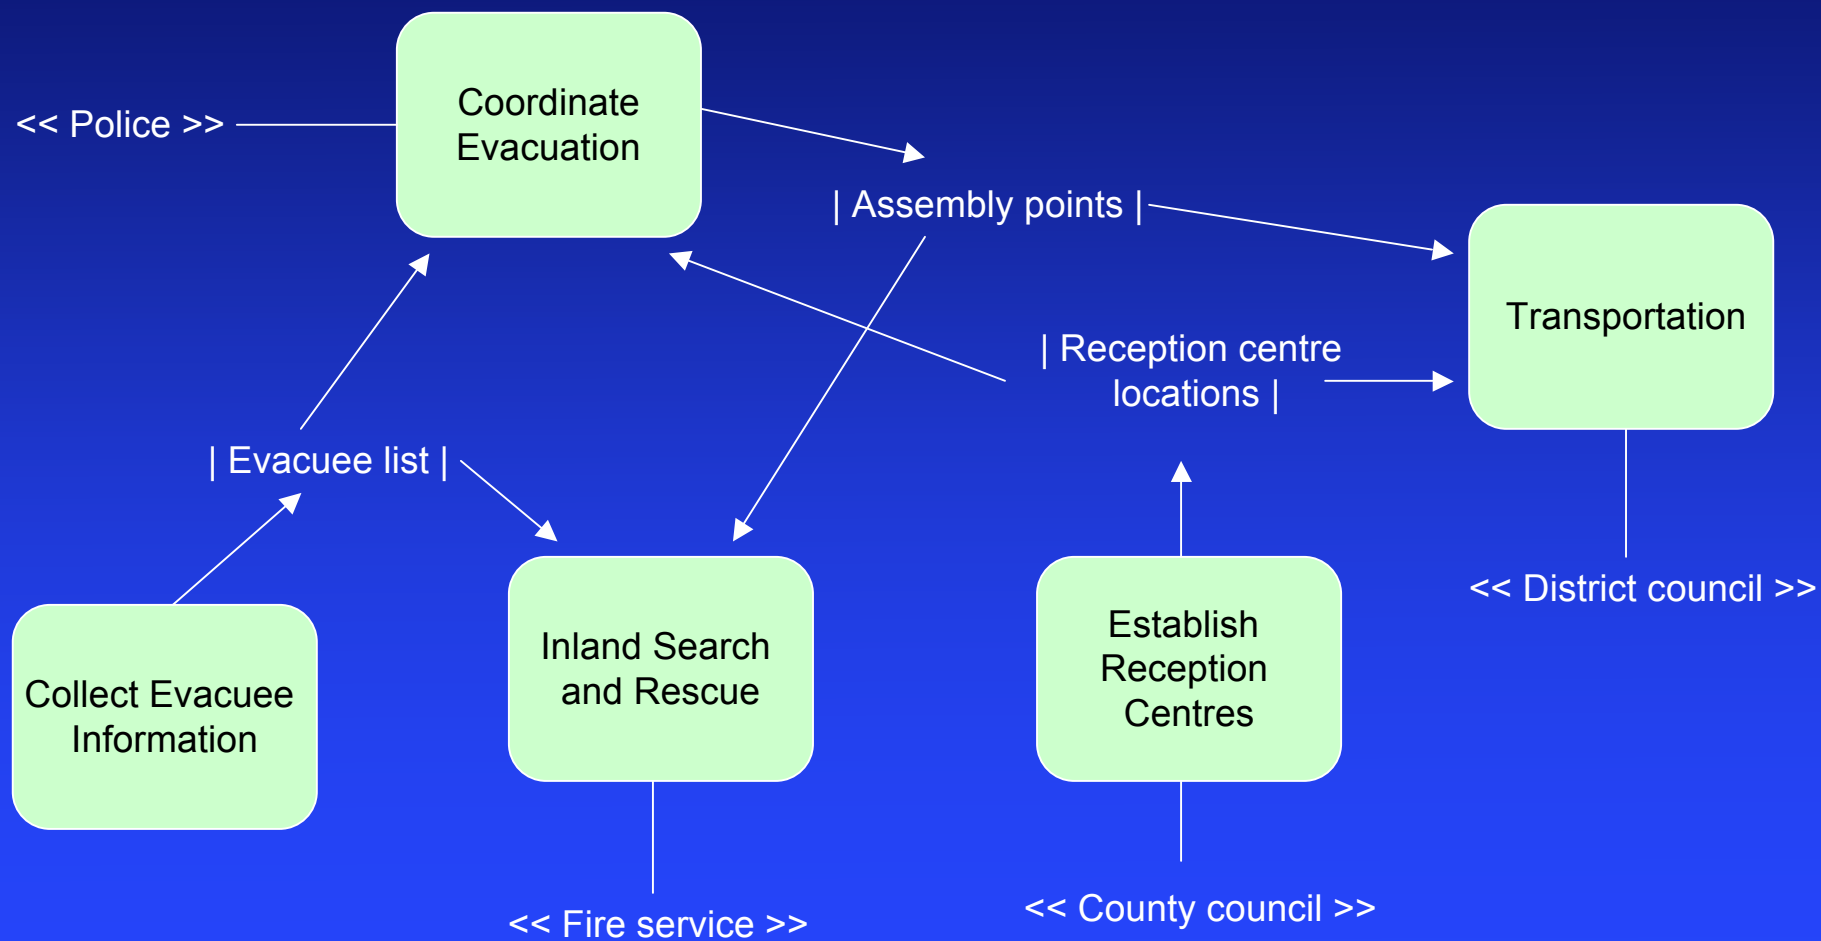 Coordinate
Evacuation
<< Police >>
| Assembly points |
Transportation
| Reception centre
locations |
| Evacuee list |
<< District council >>
Collect Evacuee
Information
Inland Search
and Rescue
Establish
Reception
Centres
<< Fire service >>
<< County council >>